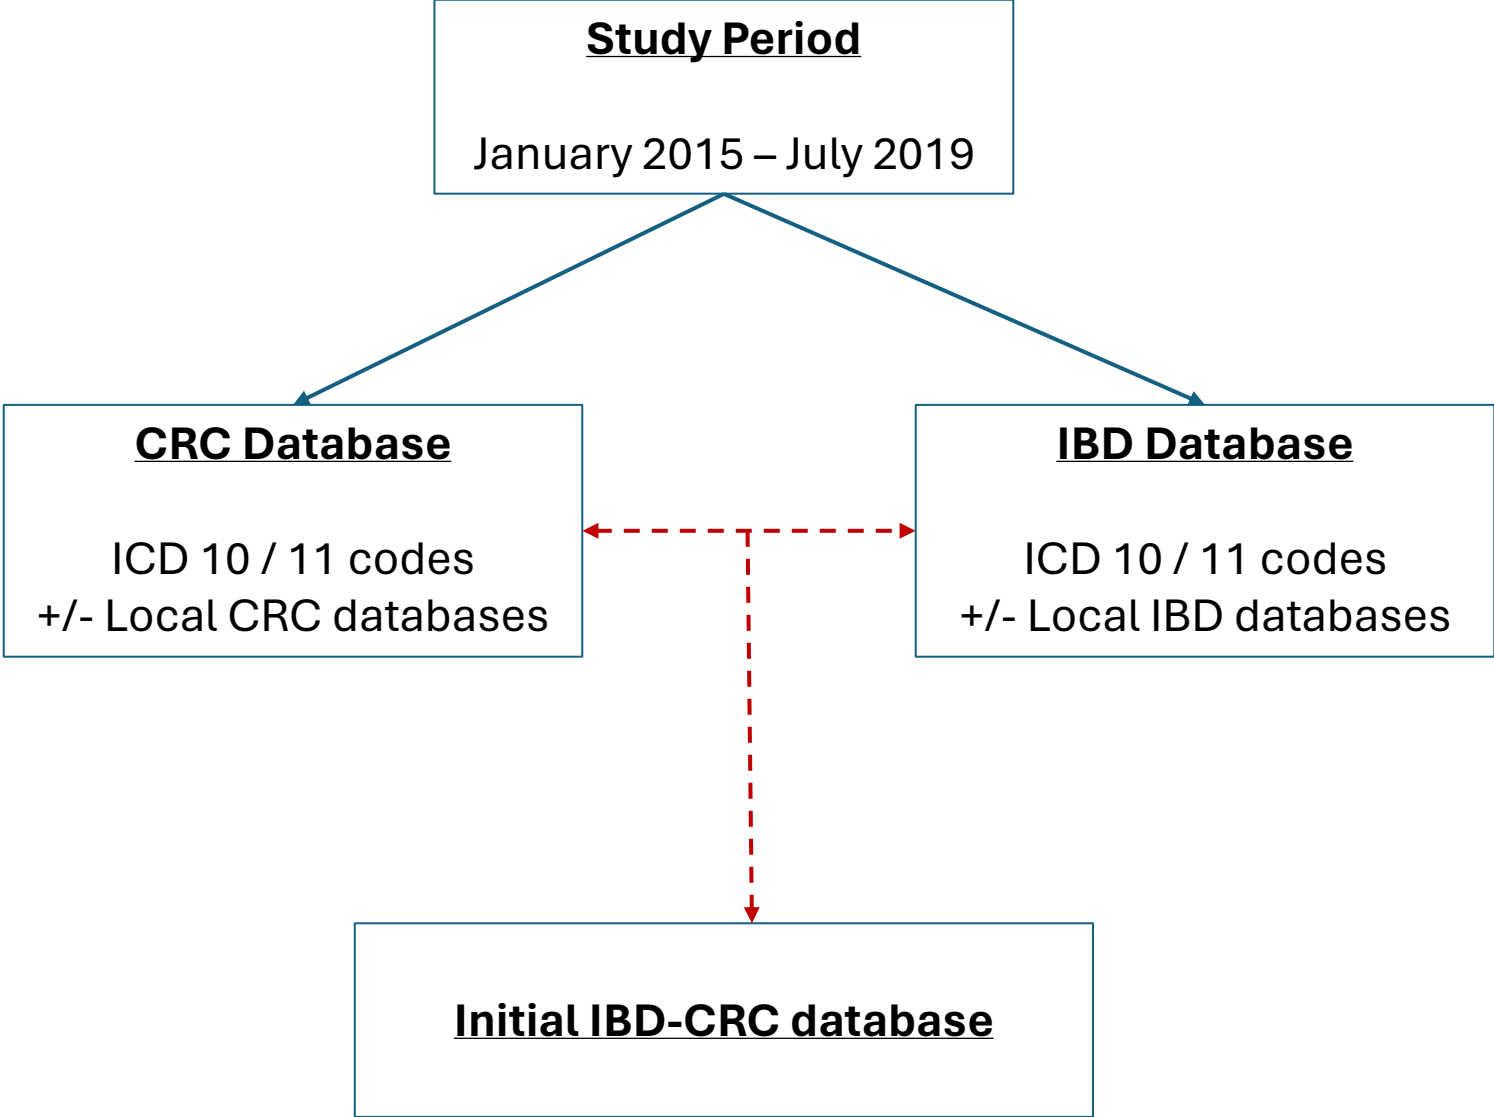 Study Period
January 2015 – July 2019
CRC Database
ICD 10 / 11 codes
+/- Local CRC databases
IBD Database
ICD 10 / 11 codes
+/- Local IBD databases
Initial IBD-CRC database